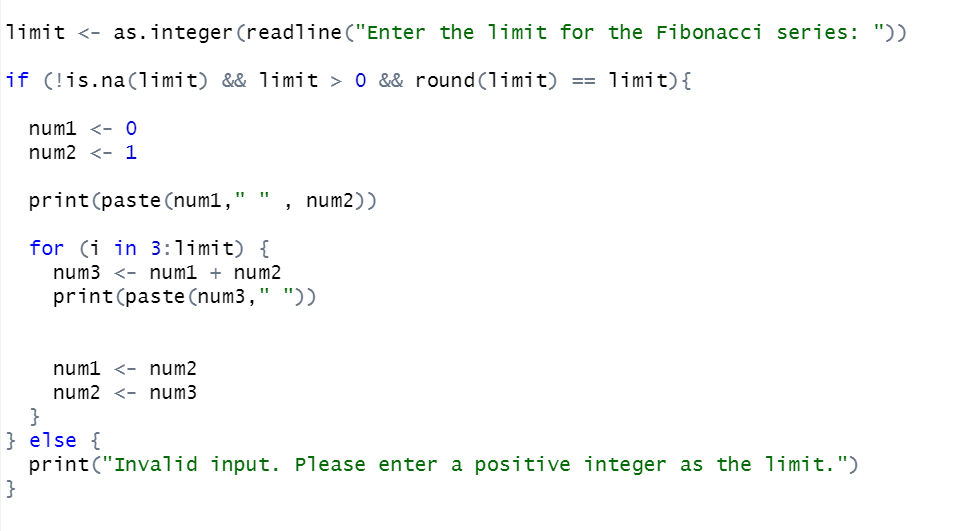 limit <- as.integer(readline("Enter the limit for the Fibonacci series: "))
if (!is.na(limit) && limit > 0 && round(limit) == limit){
num1 <- 0
num2 <- 1
print(paste(num1," " , num2))
for (i in 3:limit) {
num3 <- num1 + num2
print(paste(num3," "))
num1 <- num2
num2 <- num3
}
} else {
print("Invalid input. Please enter a positive integer as the limit.")
}